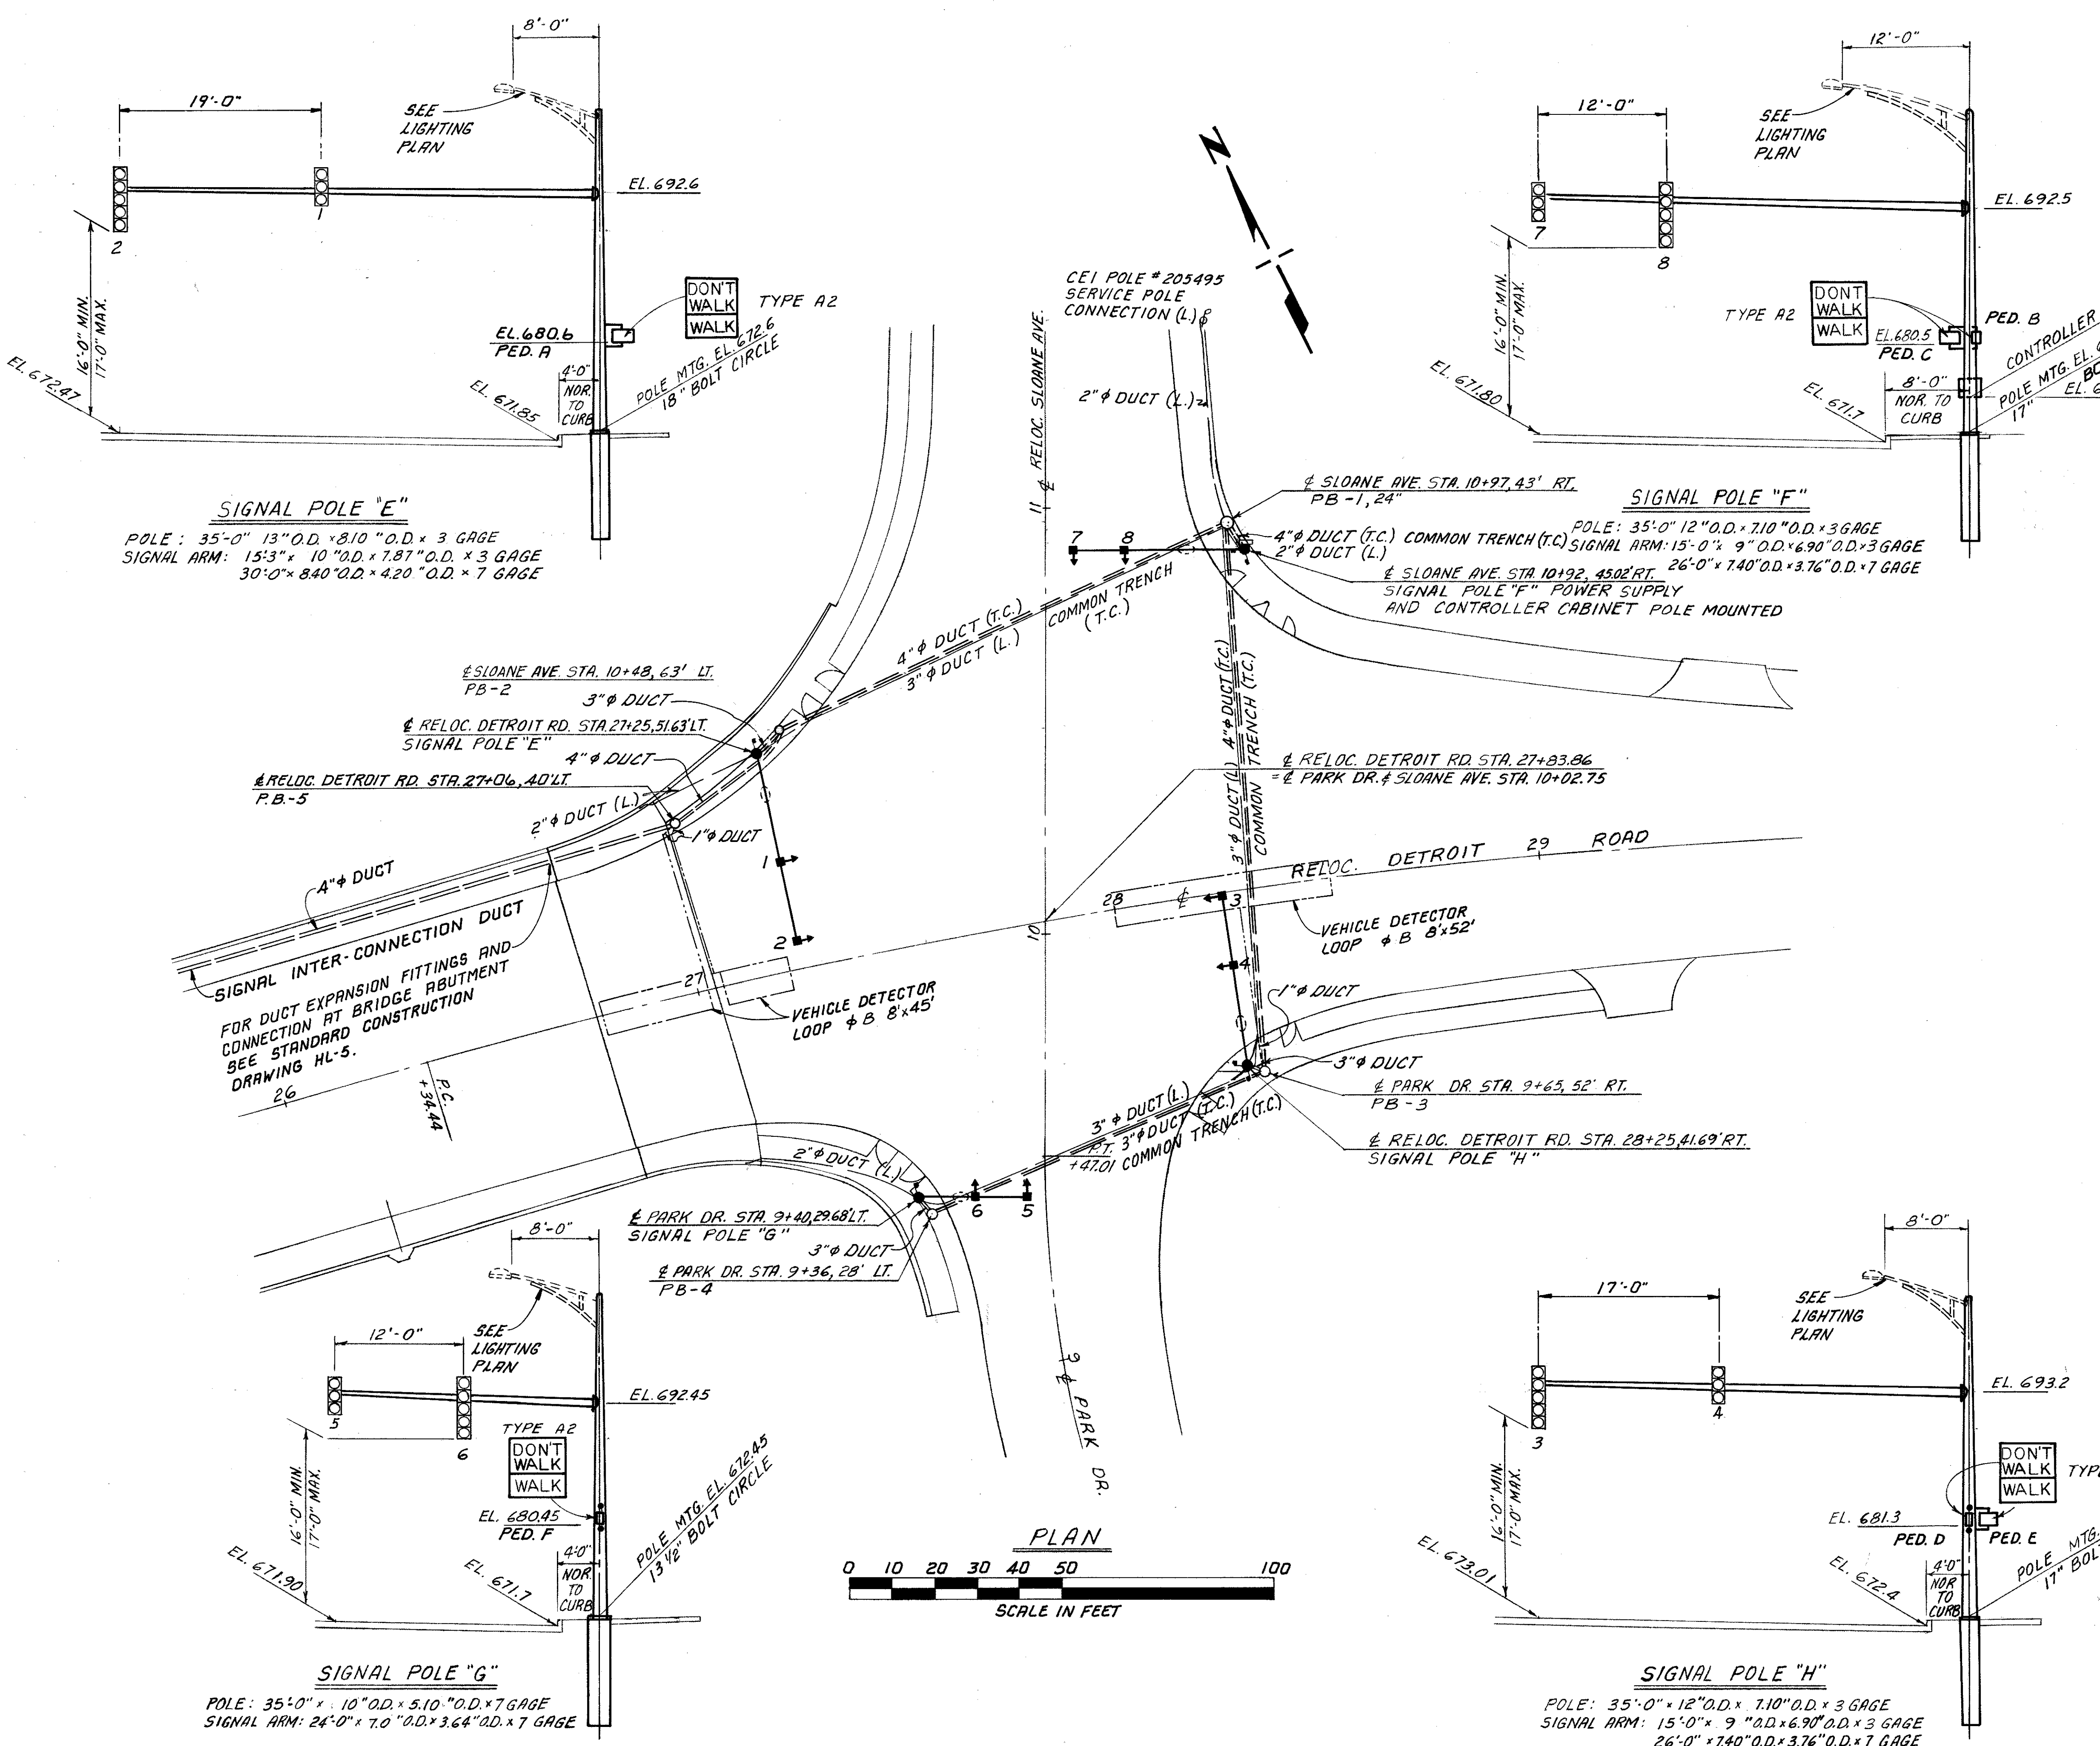 8'-0"
19'-0"
SEE
LIGHTING
PLAN
EL. 692.6
2
1
16'-0" MIN.
17'-0" MAX.
DON'T
WALK
WALK
TYPE A2
EL. 680.6
PED. A
EL. 672.47
EL. 671.85
4'-0"
NOR.
TO
CURB
POLE MTG. EL. 672.6
18" BOLT CIRCLE
SIGNAL POLE "E"
POLE: 35'-0" 13" O.D. x 8.10 "O.D. x 3 GAGE
SIGNAL ARM: 15'3" x 10 "O.D. x 7.87" O.D. x 3 GAGE
30'-0" x 8.40 "O.D. x 4.20 "O.D. x 7 GAGE
12'-0"
12'-0"
SEE
LIGHTING
PLAN
EL. 692.5
7
8
16'-0" MIN.
17'-0" MAX.
DONT
WALK
WALK
TYPE A2
PED. B
EL. 680.5
PED. C
CONTROLLER
POLE MTG. EL. 6
17"
BO
EL. 6
EL. 671.80
EL. 671.7
8'-0"
NOR. TO
CURB
SIGNAL POLE "F"
POLE: 35'-0" 12 "O.D. x 7.10 "O.D. x 3 GAGE
SIGNAL ARM: 15'-0"x 9" O.D. x 6.90" O.D. x 3 GAGE
26'-0" x 7.40" O.D. x 3.76" O.D. x 7 GAGE
N
CEI POLE # 205495
SERVICE POLE
CONNECTION (L.)
℄ RELOC. SLOANE AVE.
11
2" φ DUCT (L.)
℄ SLOANE AVE. STA. 10+97, 43' RT.
PB-1, 24"
4" φ DUCT (T.C.) COMMON TRENCH (T.C.)
2" φ DUCT (L.)
℄ SLOANE AVE. STA. 10+92, 45.02' RT.
SIGNAL POLE "F" POWER SUPPLY
AND CONTROLLER CABINET POLE MOUNTED
7 8
4" φ DUCT (T.C.)
3" φ DUCT (L.)
COMMON TRENCH
(T.C.)
℄ SLOANE AVE. STA. 10+48, 63' LT.
PB-2
3" φ DUCT
℄ RELOC. DETROIT RD. STA. 27+25, 51.63' LT.
SIGNAL POLE "E"
4" φ DUCT
℄ RELOC. DETROIT RD. STA. 27+06, 40' LT.
P.B.-5
2" φ DUCT (L.)
1" φ DUCT
4" φ DUCT
SIGNAL INTER-CONNECTION DUCT
FOR DUCT EXPANSION FITTINGS AND
CONNECTION AT BRIDGE ABUTMENT
SEE STANDARD CONSTRUCTION
DRAWING HL-5.
26
P.C.
+34.44
1
2
27
VEHICLE DETECTOR
LOOP φ B 8'x45'
10
3" φ DUCT (L.) 4" φ DUCT (T.C.)
COMMON TRENCH (T.C.)
℄ RELOC. DETROIT RD. STA. 27+83.86
= ℄ PARK DR. & SLOANE AVE. STA. 10+02.75
28
℄
RELOC. DETROIT 29 ROAD
3
4
VEHICLE DETECTOR
LOOP φ B 8'x52'
1" φ DUCT
3" φ DUCT
℄ PARK DR. STA. 9+65, 52' RT.
PB-3
℄ RELOC. DETROIT RD. STA. 28+25, 41.69' RT.
SIGNAL POLE "H"
3" φ DUCT (L.)
3" φ DUCT (T.C.)
COMMON TRENCH (T.C.)
P.T.
+47.01
2" φ DUCT (L.)
6 5
℄ PARK DR. STA. 9+40, 29.68' LT.
SIGNAL POLE "G"
3" φ DUCT
℄ PARK DR. STA. 9+36, 28' LT.
PB-4
9
℄ PARK DR.
8'-0"
12'-0"
SEE
LIGHTING
PLAN
EL. 692.45
5
6
TYPE A2
DON'T
WALK
WALK
16'-0" MIN.
17'-0" MAX.
EL. 680.45
PED. F
EL. 671.90
EL. 671.7
4'-0"
NOR.
TO
CURB
POLE MTG. EL. 672.45
13 1/2" BOLT CIRCLE
SIGNAL POLE "G"
POLE: 35'-0" x 10 "O.D. x 5.10 "O.D. x 7 GAGE
SIGNAL ARM: 24'-0" x 7.0 "O.D. x 3.64" O.D. x 7 GAGE
PLAN
0 10 20 30 40 50 100
SCALE IN FEET
8'-0"
17'-0"
SEE
LIGHTING
PLAN
EL. 693.2
3
4
16'-0" MIN.
17'-0" MAX.
DON'T
WALK
WALK
TYPE
EL. 681.3
PED. D
PED. E
EL. 673.01
EL. 672.4
4'-0"
NOR
TO
CURB
POLE MTG.
17" BOLT
SIGNAL POLE "H"
POLE: 35'-0" x 12 "O.D. x 7.10" O.D. x 3 GAGE
SIGNAL ARM: 15'-0" x 9 "O.D. x 6.90" O.D. x 3 GAGE
26'-0" x 7.40" O.D. x 3.76" O.D. x 7 GAGE